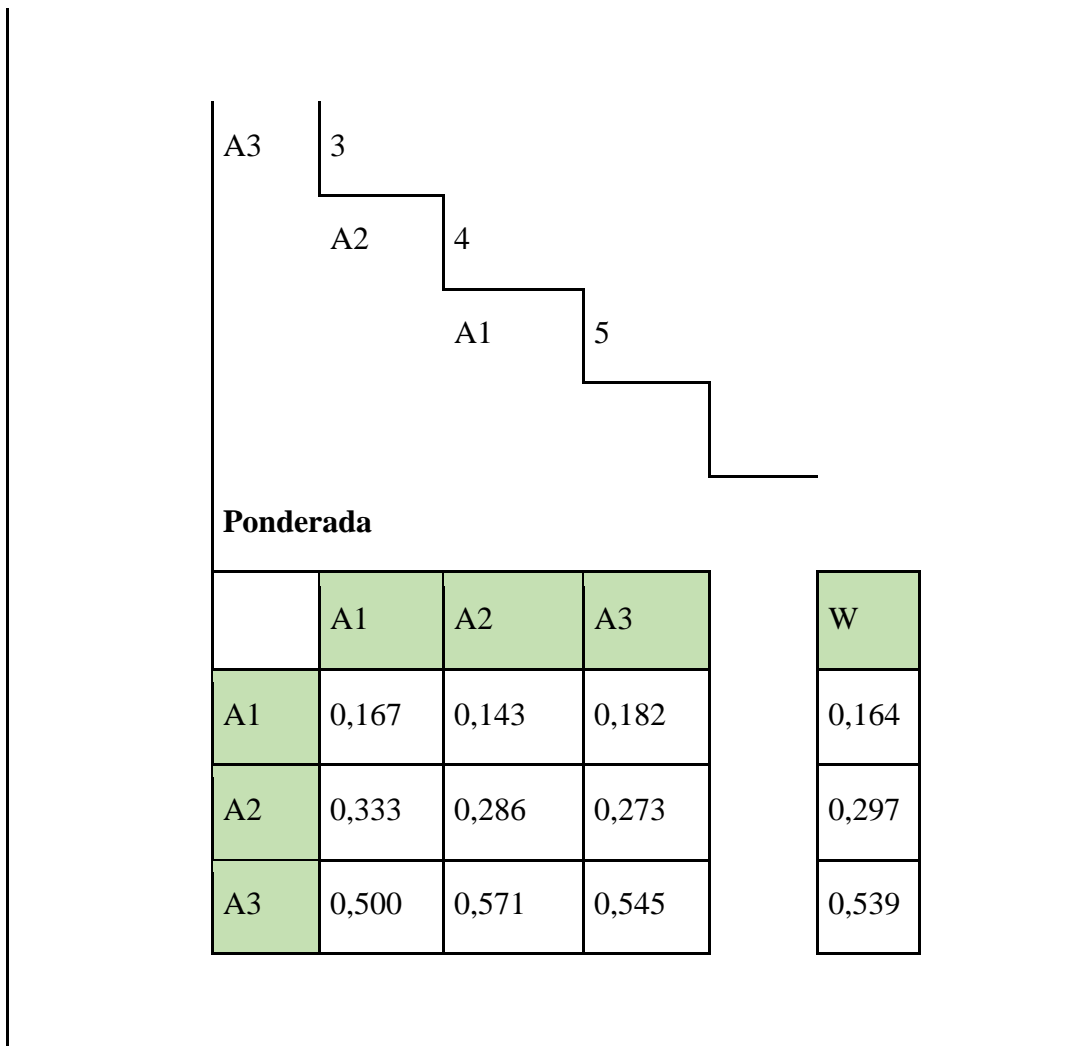 A3 3
A2 4
A1 5
Ponderada
A1 A2 A3 W
A1 0,167 0,143 0,182 0,164
A2 0,333 0,286 0,273 0,297
A3 0,500 0,571 0,545 0,539